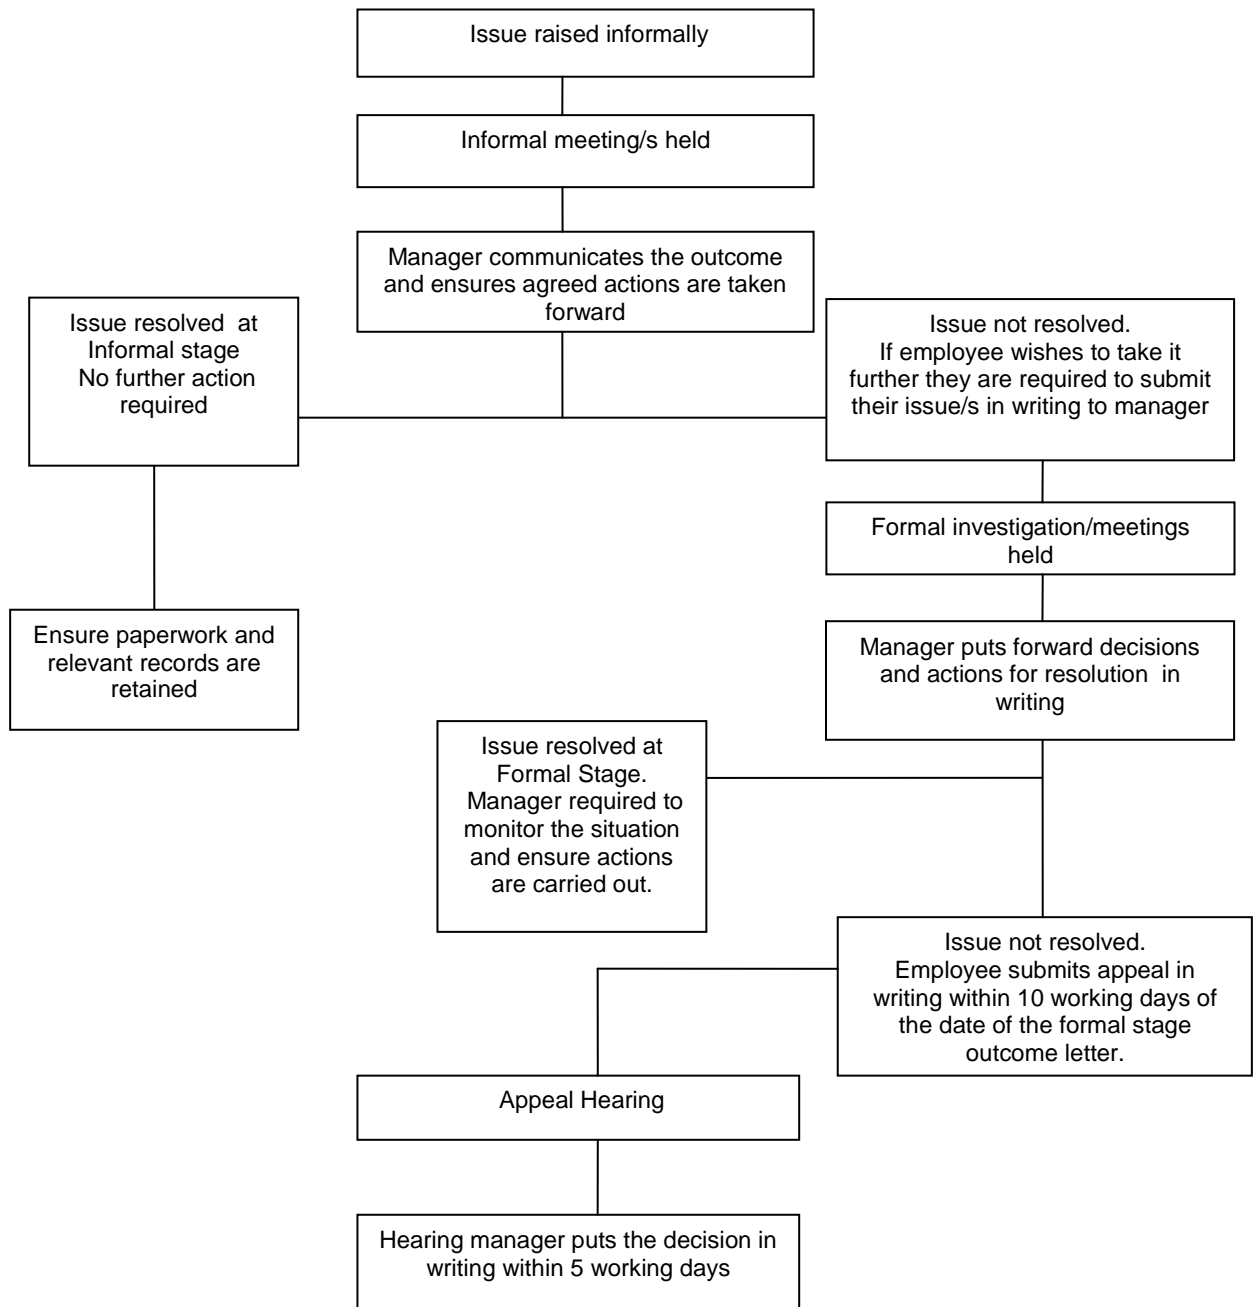 Issue raised informally
Informal meeting/s held
Manager communicates the outcome
and ensures agreed actions are taken
forward
Issue resolved at
Informal stage
No further action
required
Issue not resolved.
If employee wishes to take it
further they are required to submit
their issue/s in writing to manager
Formal investigation/meetings
held
Ensure paperwork and
relevant records are
retained
Manager puts forward decisions
and actions for resolution in
writing
Issue resolved at
Formal Stage.
Manager required to
monitor the situation
and ensure actions
are carried out.
Issue not resolved.
Employee submits appeal in
writing within 10 working days of
the date of the formal stage
outcome letter.
Appeal Hearing
Hearing manager puts the decision in
writing within 5 working days